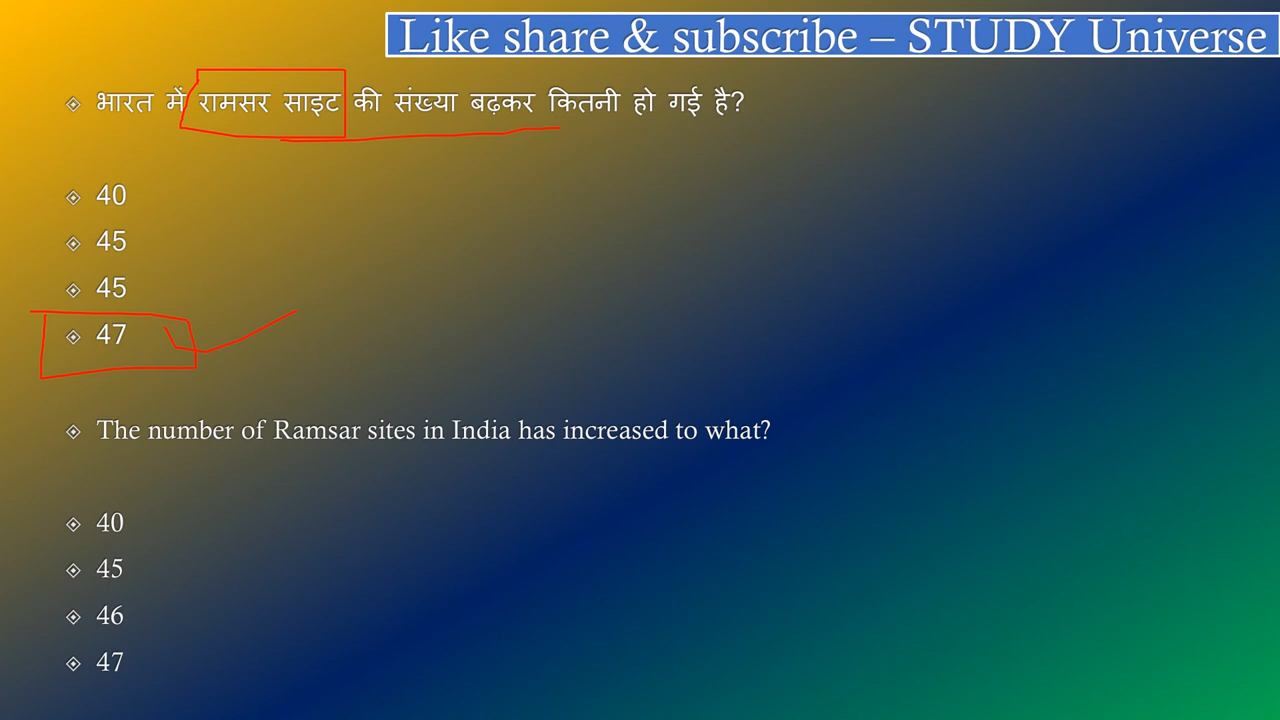 Like share & subscribe – STUDY Universe
भारत में रामसर साइट की संख्या बढ़कर कितनी हो गई है?
40
45
45
47
The number of Ramsar sites in India has increased to what?
40
45
46
47